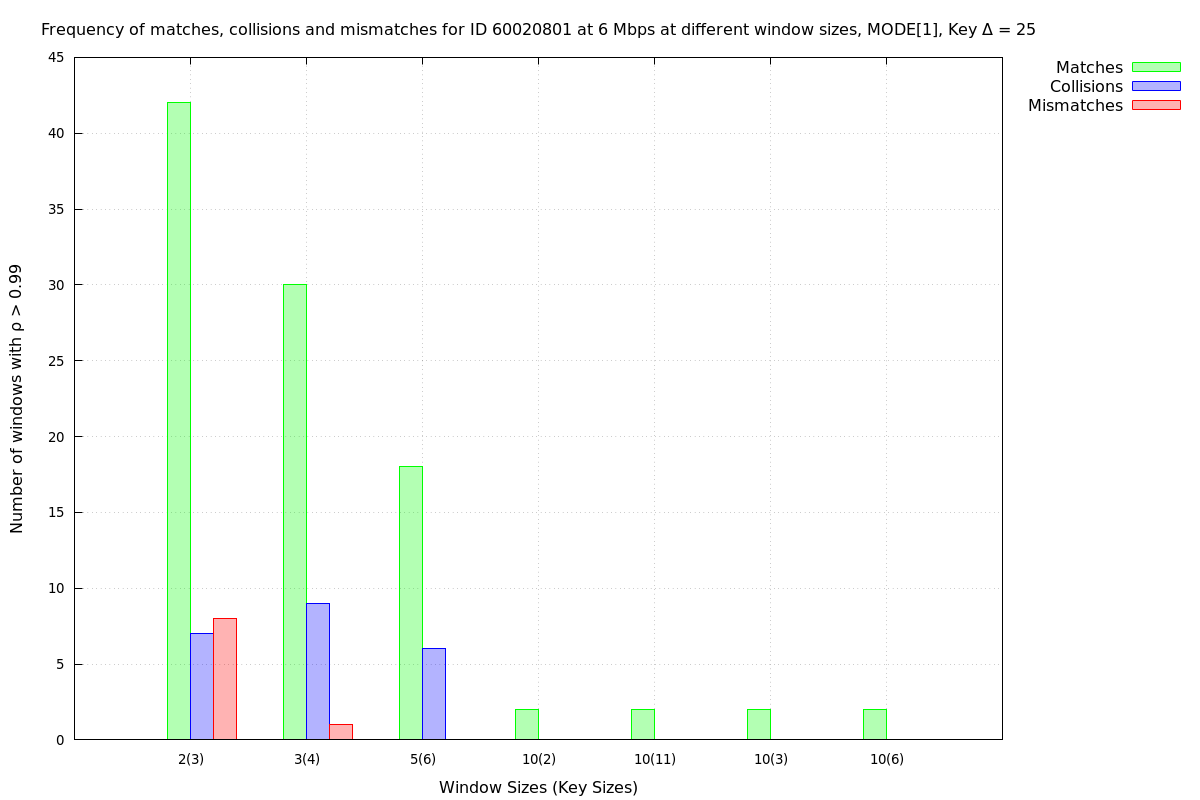 Frequency of matches, collisions and mismatches for ID 60020801 at 6 Mbps at different window sizes, MODE[1], Key Δ = 25
Matches
Collisions
Mismatches
Number of windows with ρ > 0.99
45
40
35
30
25
20
15
10
5
0
2(3) 3(4) 5(6) 10(2) 10(11) 10(3) 10(6)
Window Sizes (Key Sizes)